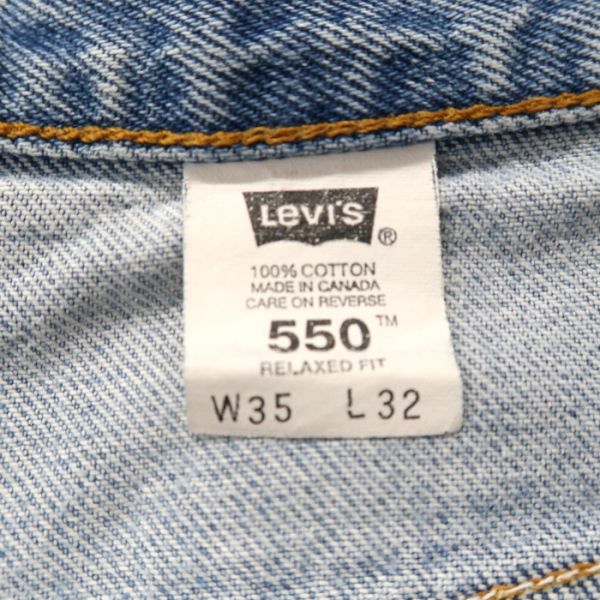 Levi's ®
100% COTTON
MADE IN CANADA
CARE ON REVERSE
550™
RELAXED FIT
W35 L32